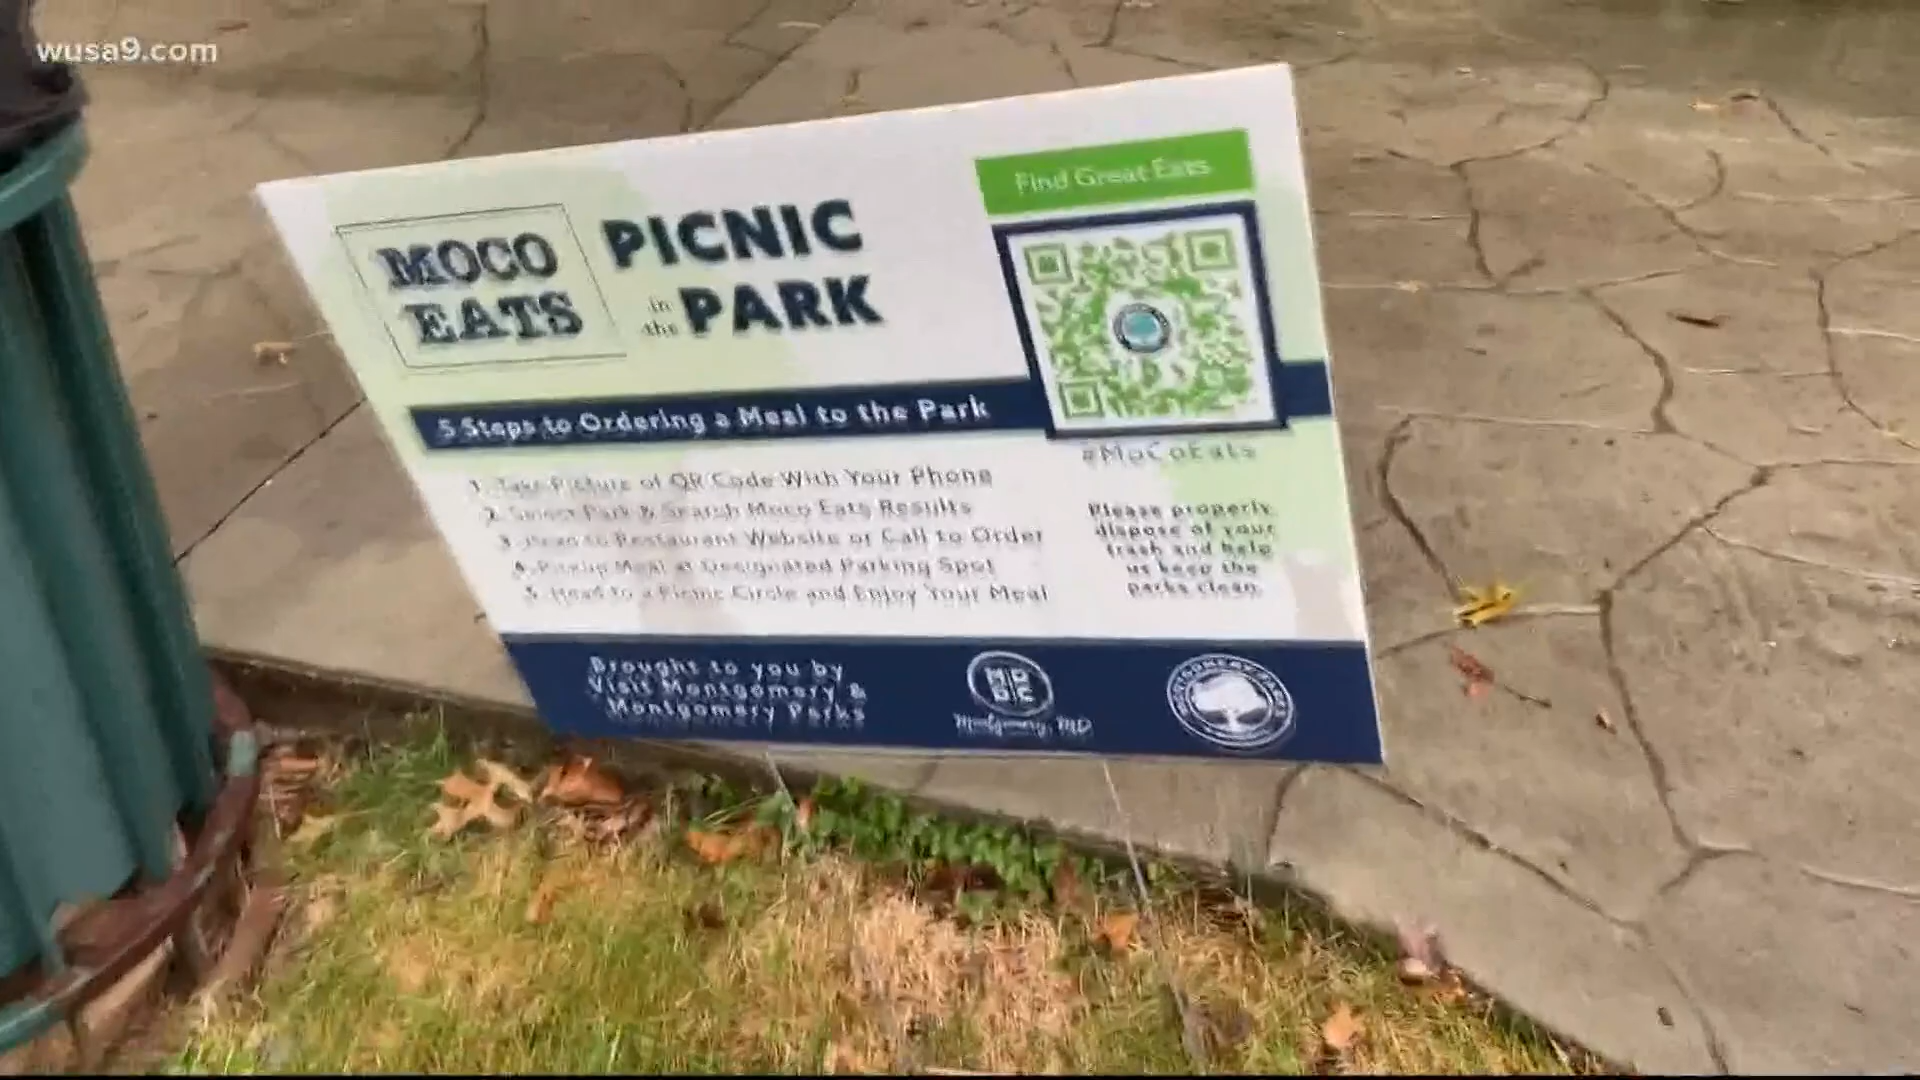 wusa9.com
MOCO
EATS
PICNIC
in
the
PARK
Find Great Eats
#MoCoEats
5 Steps to Ordering a Meal to the Park
1. Take Picture of QR Code With Your Phone
2. Select Park & Search Moco Eats Results
3. Head to Restaurant Website or Call to Order
4. Pickup Meal at Designated Parking Spot
5. Head to a Picnic Circle and Enjoy Your Meal
Please properly
dispose of your
trash and help
us keep the
parks clean.
Brought to you by
Visit Montgomery &
Montgomery Parks
Montgomery, MD
MONTGOMERY PARKS